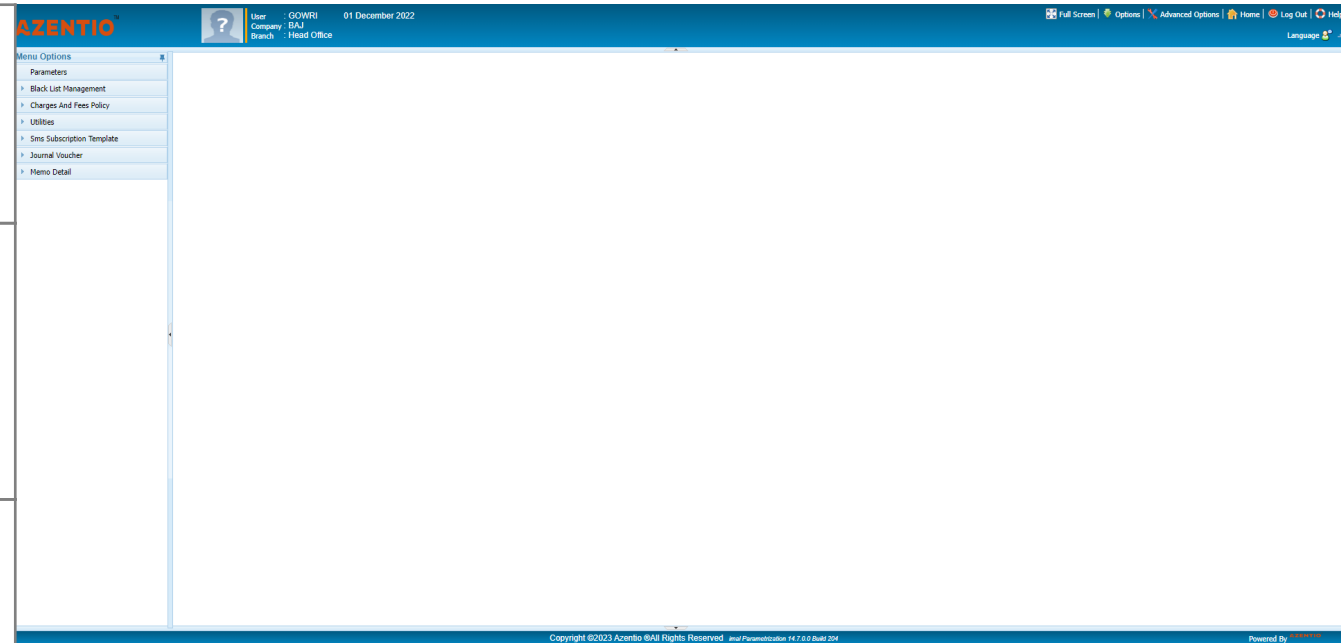 AZENTIO
User : GOWRI 01 December 2022
Company : BAJ
Branch : Head Office
Full Screen | Options | Advanced Options | Home | Log Out | Help
Language
Menu Options
Parameters
Black List Management
Charges And Fees Policy
Utilities
Sms Subscription Template
Journal Voucher
Memo Detail
Copyright ©2023 Azentio ®All Rights Reserved imal Parametrization 14.7.0.0 Build 204
Powered By AZENTIO